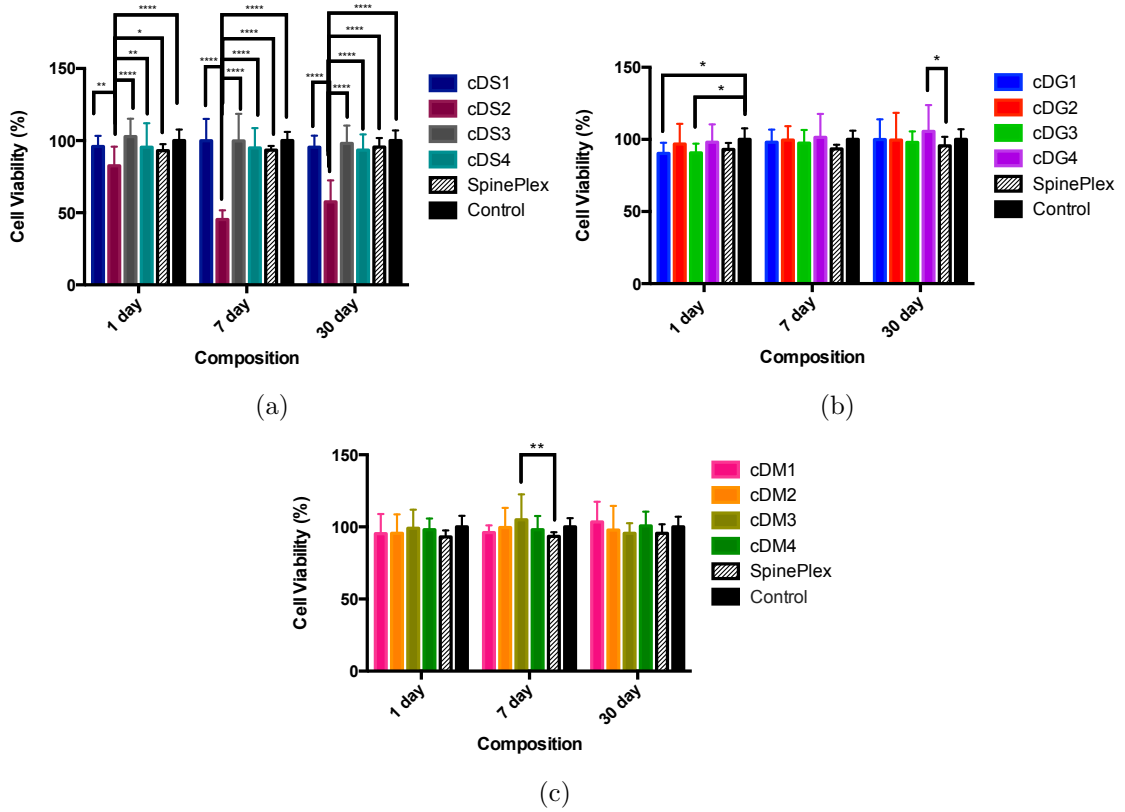 ****
*
**
** ****
****
****
****
**** ****
****
****
****
**** ****
150
100
50
0
Cell Viability (%)
1 day
7 day
30 day
Composition
cDS1
cDS2
cDS3
cDS4
SpinePlex
Control
(a)
*
*
*
150
100
50
0
Cell Viability (%)
1 day
7 day
30 day
Composition
cDG1
cDG2
cDG3
cDG4
SpinePlex
Control
(b)
**
150
100
50
0
Cell Viability (%)
1 day
7 day
30 day
Composition
cDM1
cDM2
cDM3
cDM4
SpinePlex
Control
(c)